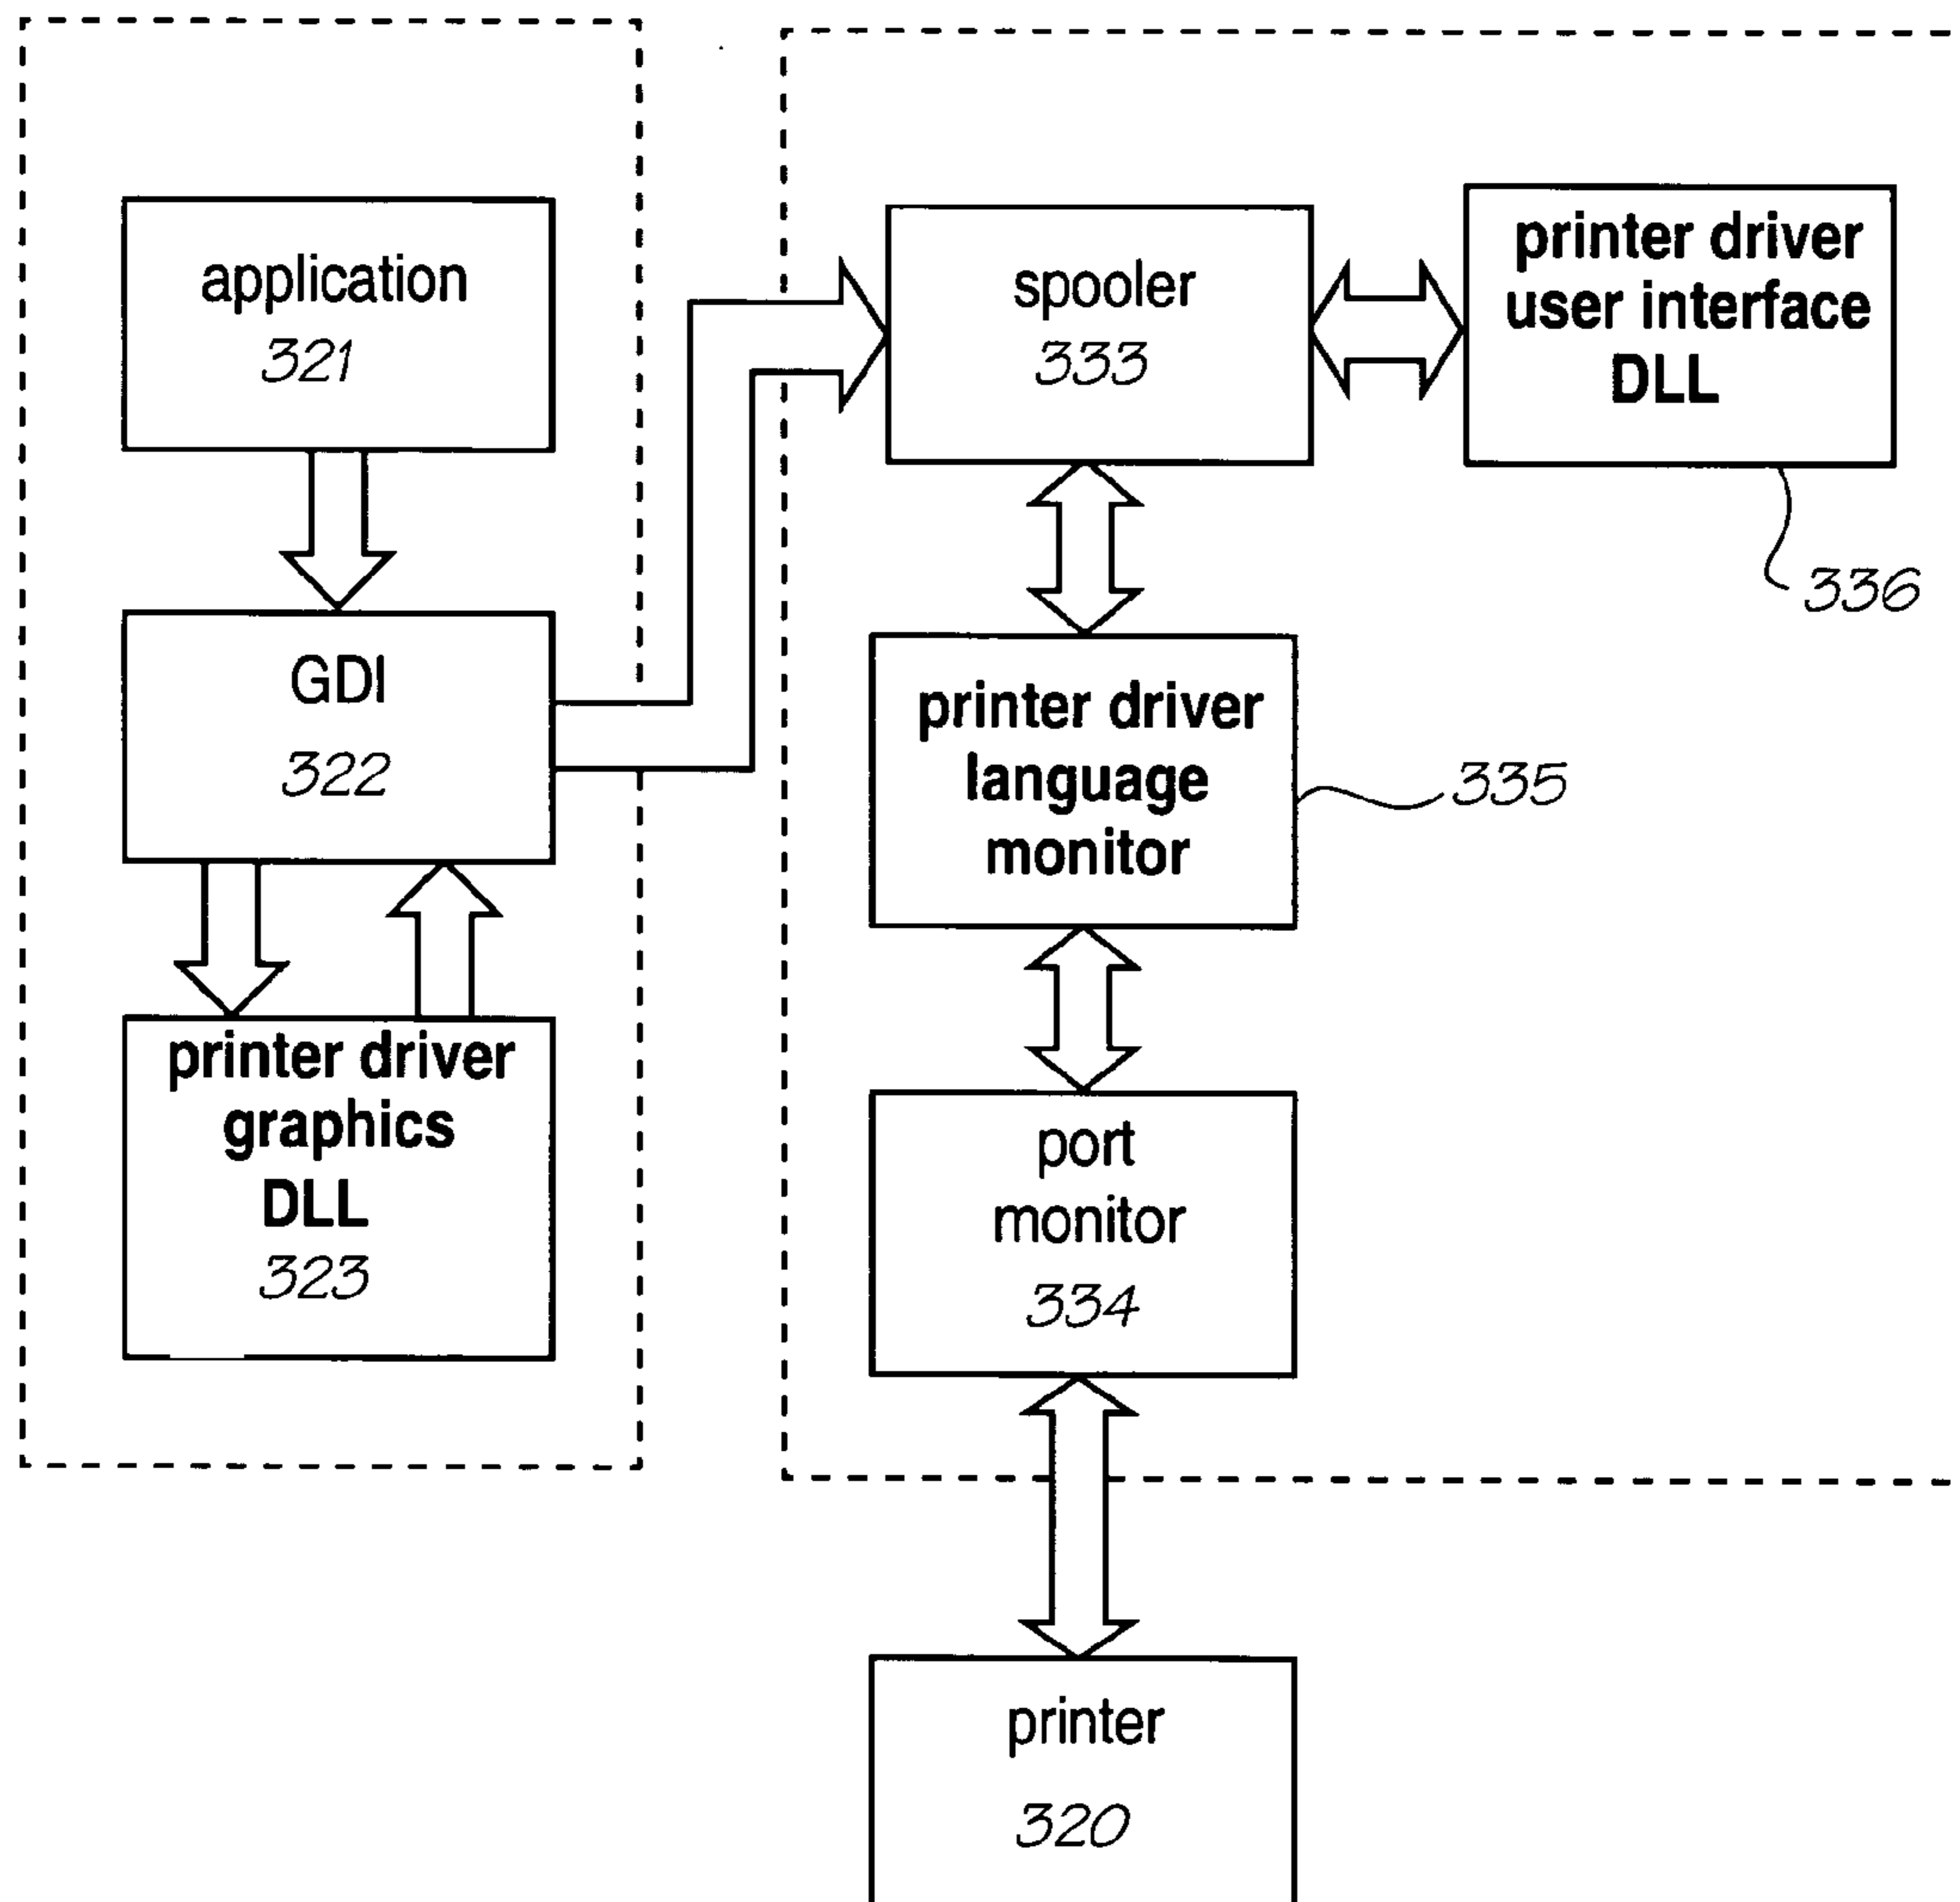 application
321
GDI
322
printer driver
graphics
DLL
323
spooler
333
printer driver
user interface
DLL
336
printer driver
language
monitor
335
port
monitor
334
printer
320